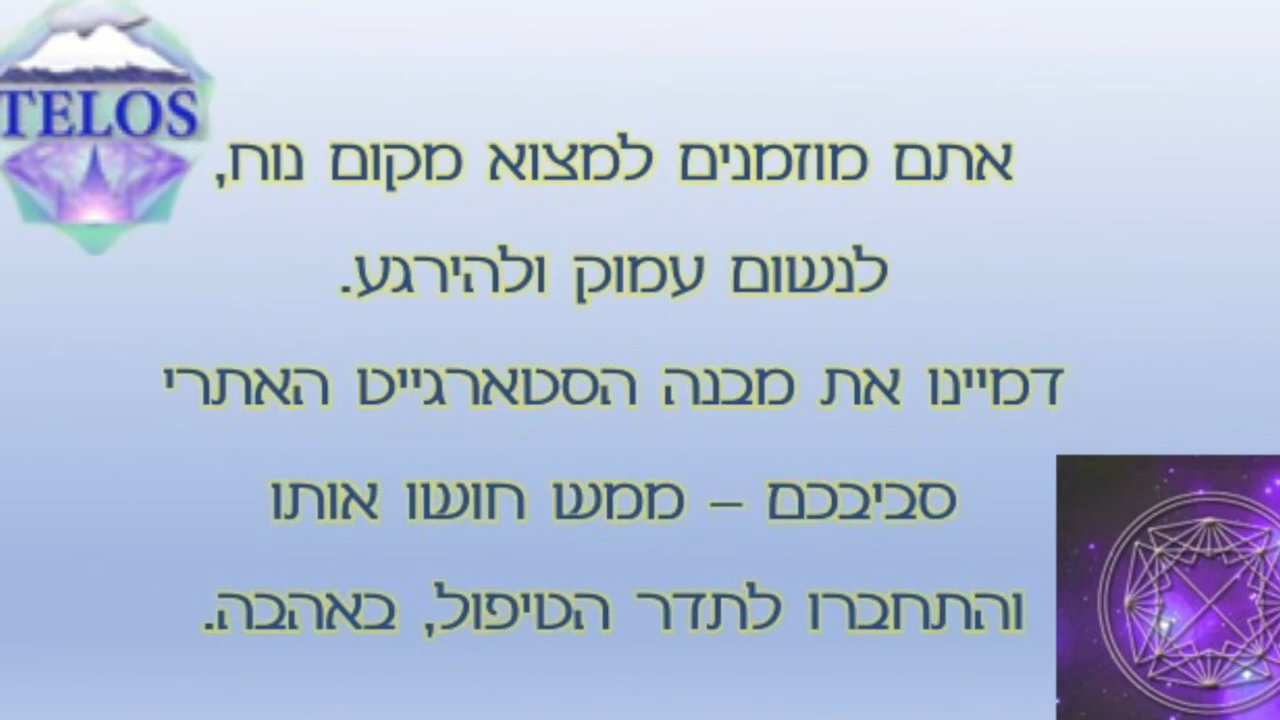 TELOS
אתם מוזמנים למצוא מקום נוח,
לנשום עמוק ולהירגע.
דמיינו את מבנה הסטארגייט האתרי
סביבכם – ממש חושו אותו
והתחברו לתדר הטיפול, באהבה.